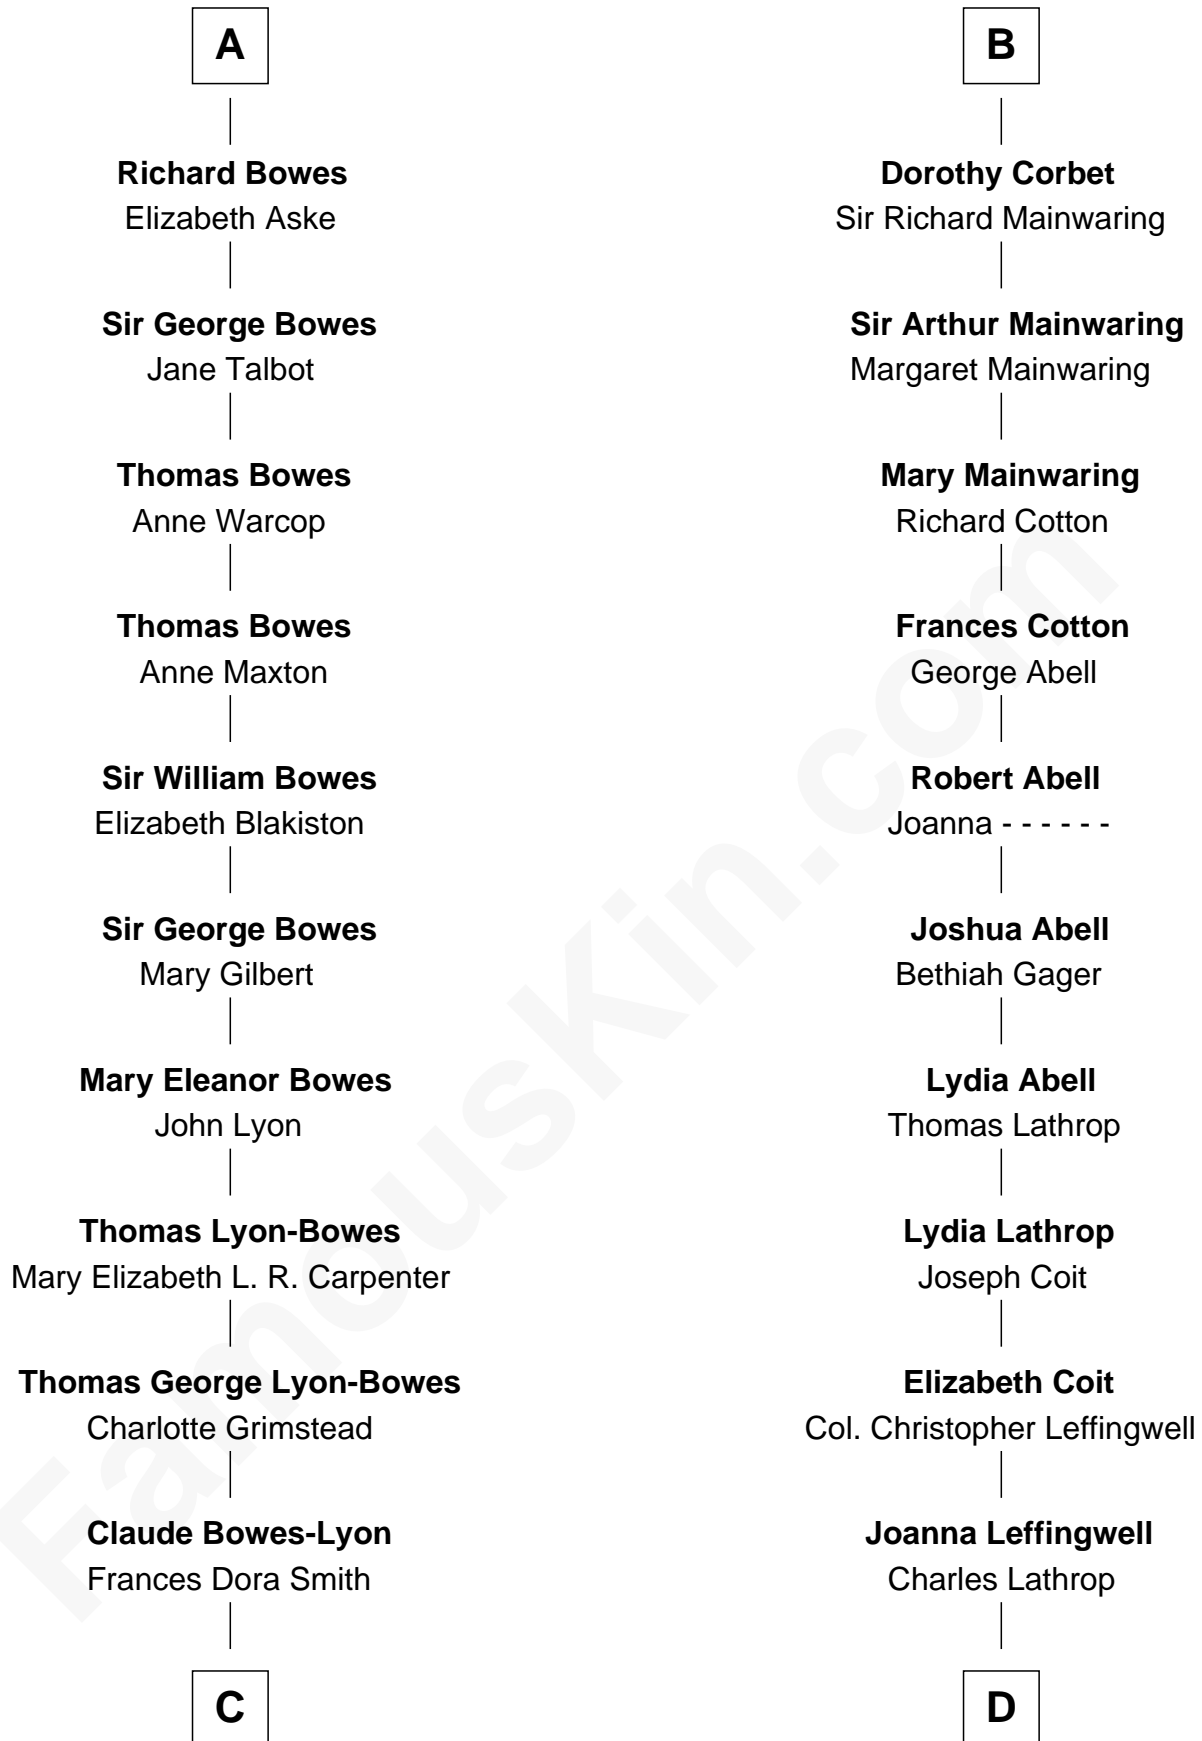 A
Richard Bowes
Elizabeth Aske
Sir George Bowes
Jane Talbot
Thomas Bowes
Anne Warcop
Thomas Bowes
Anne Maxton
Sir William Bowes
Elizabeth Blakiston
Sir George Bowes
Mary Gilbert
Mary Eleanor Bowes
John Lyon
Thomas Lyon-Bowes
Mary Elizabeth L. R. Carpenter
Thomas George Lyon-Bowes
Charlotte Grimstead
Claude Bowes-Lyon
Frances Dora Smith
C
B
Dorothy Corbet
Sir Richard Mainwaring
Sir Arthur Mainwaring
Margaret Mainwaring
Mary Mainwaring
Richard Cotton
Frances Cotton
George Abell
Robert Abell
Joanna - - - - - -
Joshua Abell
Bethiah Gager
Lydia Abell
Thomas Lathrop
Lydia Lathrop
Joseph Coit
Elizabeth Coit
Col. Christopher Leffingwell
Joanna Leffingwell
Charles Lathrop
D
FamousKin.com